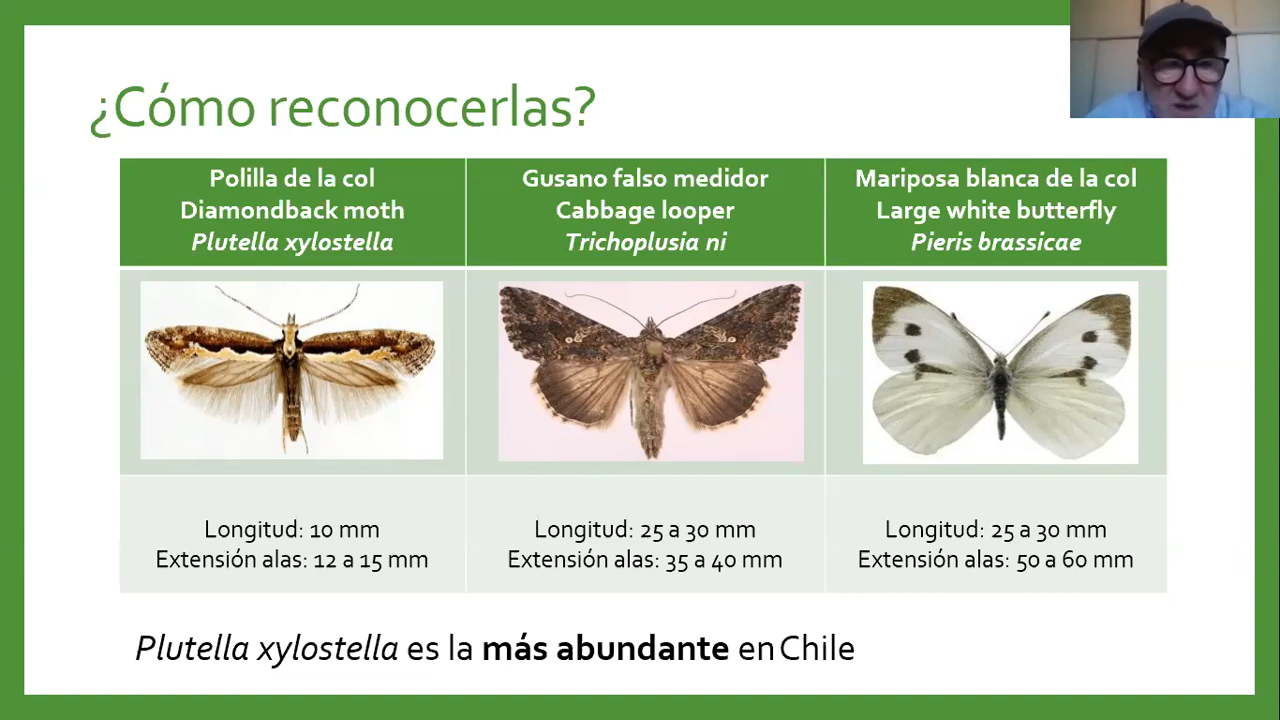 ¿Cómo reconocerlas?
Polilla de la col
Diamondback moth
Plutella xylostella
Gusano falso medidor
Cabbage looper
Trichoplusia ni
Mariposa blanca de la col
Large white butterfly
Pieris brassicae
Longitud: 10 mm
Extensión alas: 12 a 15 mm
Longitud: 25 a 30 mm
Extensión alas: 35 a 40 mm
Longitud: 25 a 30 mm
Extensión alas: 50 a 60 mm
Plutella xylostella es la más abundante en Chile